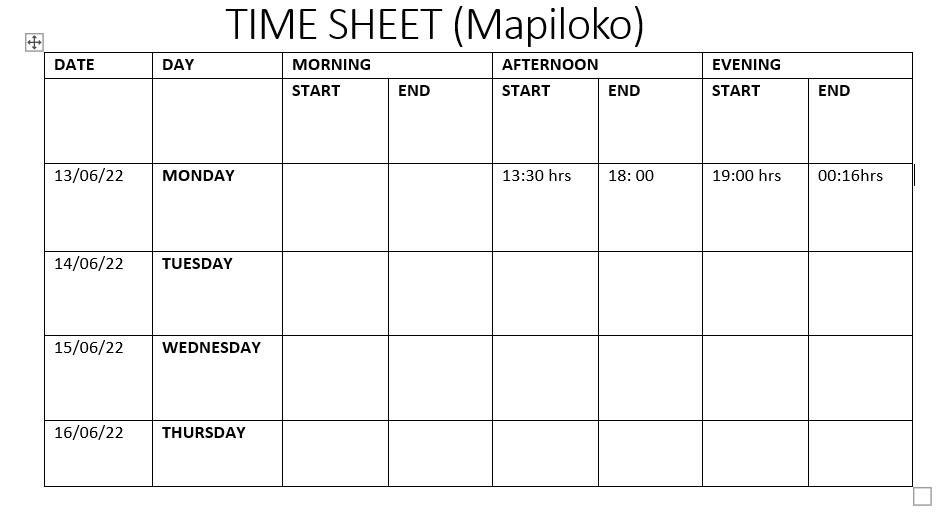 TIME SHEET (Mapiloko)
DATE DAY MORNING AFTERNOON EVENING
START END START END START END
13/06/22 MONDAY 13:30 hrs 18: 00 19:00 hrs 00:16hrs
14/06/22 TUESDAY
15/06/22 WEDNESDAY
16/06/22 THURSDAY